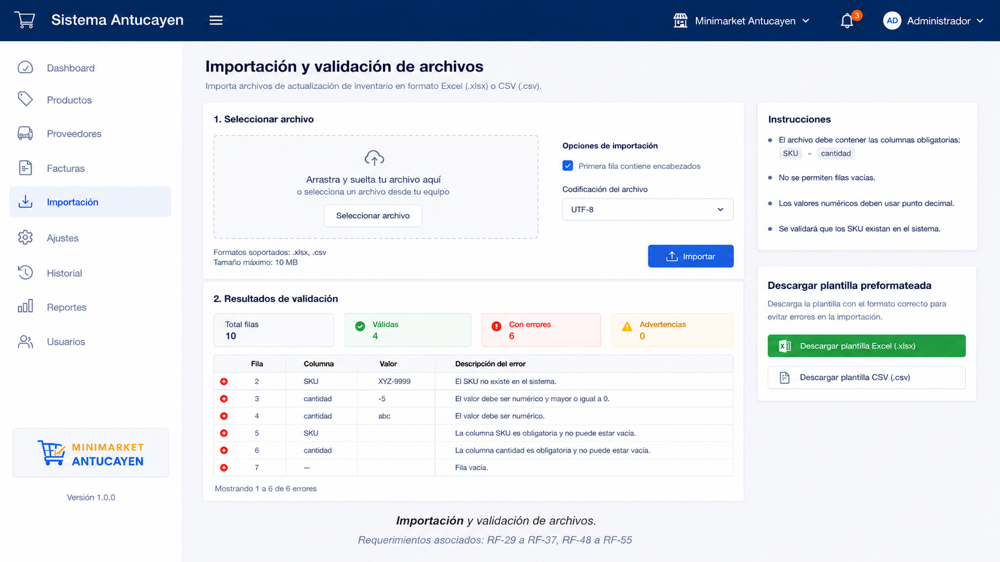 Sistema Antucayen
Minimarket Antucayen
3
AD
Administrador
Dashboard
Productos
Proveedores
Facturas
Importación
Ajustes
Historial
Reportes
Usuarios
MINIMARKET
ANTUCAYEN
Versión 1.0.0
Importación y validación de archivos
Importa archivos de actualización de inventario en formato Excel (.xlsx) o CSV (.csv).
1. Seleccionar archivo
Arrastra y suelta tu archivo aquí
o selecciona un archivo desde tu equipo
Seleccionar archivo
Formatos soportados: .xlsx, .csv
Tamaño máximo: 10 MB
Opciones de importación
Primera fila contiene encabezados
Codificación del archivo
UTF-8
Importar
2. Resultados de validación
Total filas
10
Válidas
4
Con errores
6
Advertencias
0
Fila Columna Valor Descripción del error
2 SKU XYZ-9999 El SKU no existe en el sistema.
3 cantidad -5 El valor debe ser numérico y mayor o igual a 0.
4 cantidad abc El valor debe ser numérico.
5 SKU La columna SKU es obligatoria y no puede estar vacía.
6 cantidad La columna cantidad es obligatoria y no puede estar vacía.
7 — Fila vacía.
Mostrando 1 a 6 de 6 errores
Instrucciones
El archivo debe contener las columnas obligatorias:
SKU - cantidad
No se permiten filas vacías.
Los valores numéricos deben usar punto decimal.
Se validará que los SKU existan en el sistema.
Descargar plantilla preformateada
Descarga la plantilla con el formato correcto para
evitar errores en la importación.
Descargar plantilla Excel (.xlsx)
Descargar plantilla CSV (.csv)
Importación y validación de archivos.
Requerimientos asociados: RF-29 a RF-37, RF-48 a RF-55